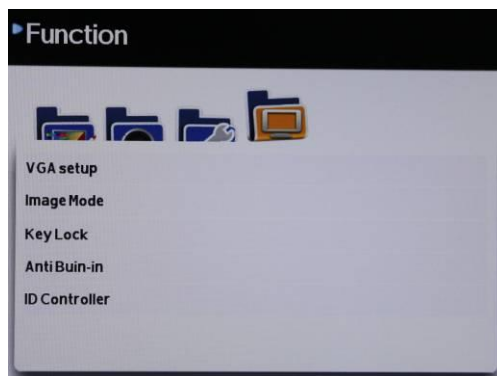 Function
VGA setup
Image Mode
Key Lock
Anti Buin-in
ID Controller